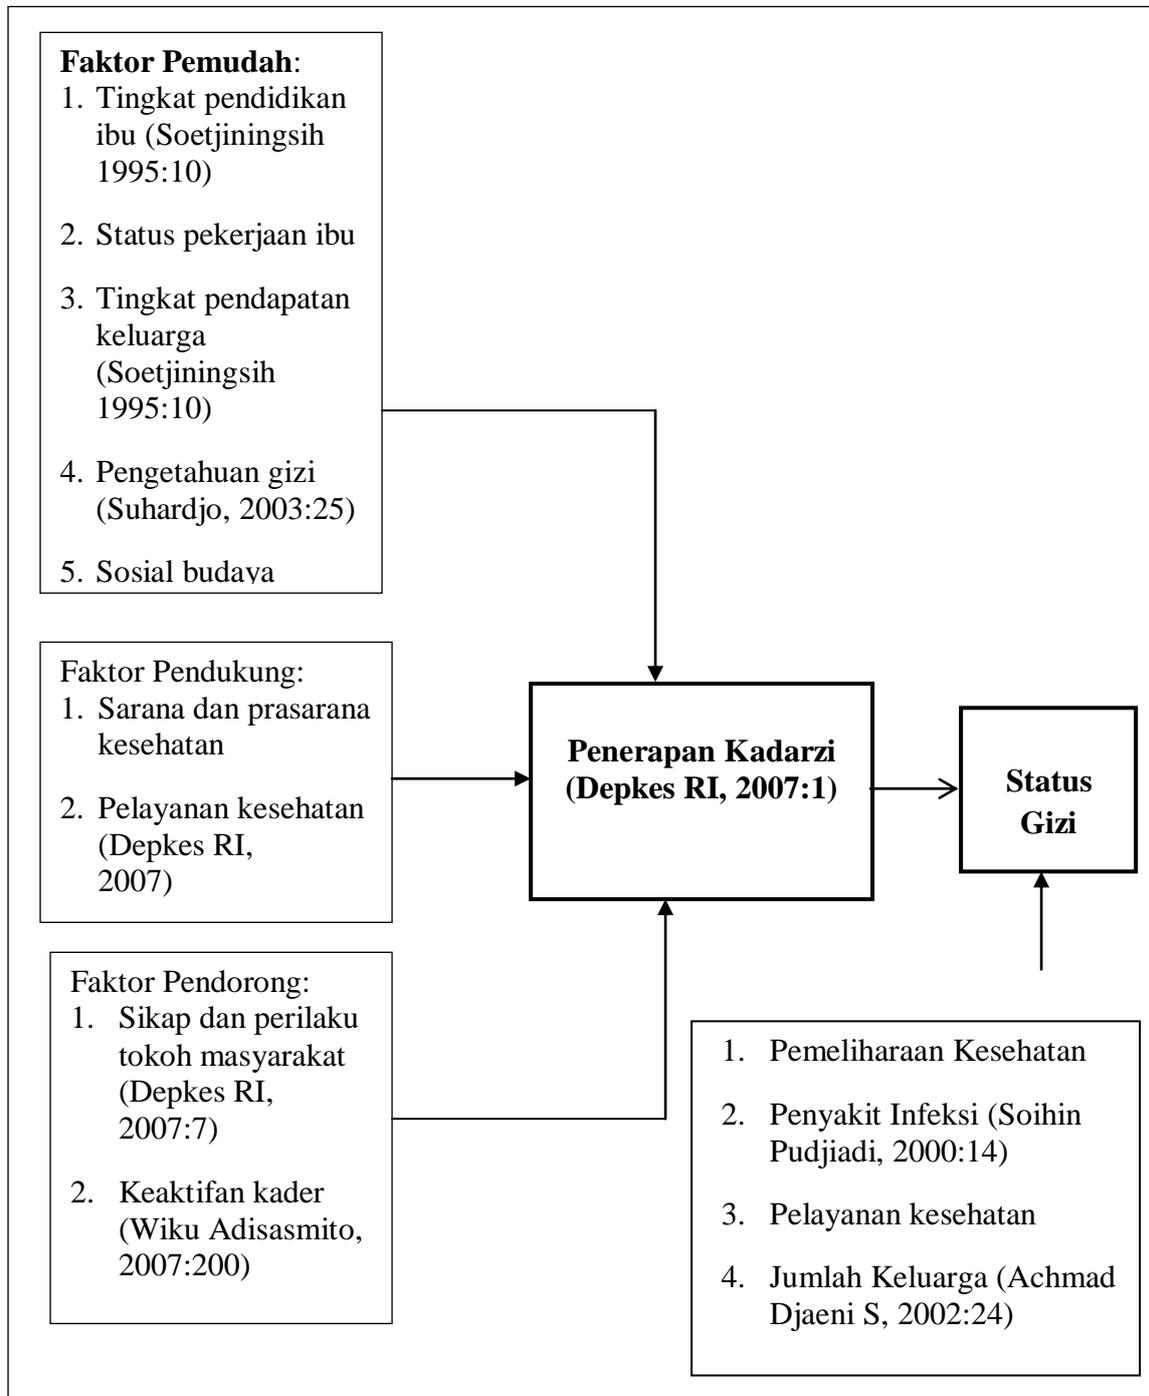 Faktor Pemudah:
1. Tingkat pendidikan
ibu (Soetjiningsih
1995:10)
2. Status pekerjaan ibu
3. Tingkat pendapatan
keluarga
(Soetjiningsih
1995:10)
4. Pengetahuan gizi
(Suhardjo, 2003:25)
5. Sosial budaya
Faktor Pendukung:
1. Sarana dan prasarana
kesehatan
2. Pelayanan kesehatan
(Depkes RI,
2007)
Faktor Pendorong:
1. Sikap dan perilaku
tokoh masyarakat
(Depkes RI,
2007:7)
2. Keaktifan kader
(Wiku Adisasmito,
2007:200)
Penerapan Kadarzi
(Depkes RI, 2007:1)
Status
Gizi
1. Pemeliharaan Kesehatan
2. Penyakit Infeksi (Soihin
Pudjiadi, 2000:14)
3. Pelayanan kesehatan
4. Jumlah Keluarga (Achmad
Djaeni S, 2002:24)